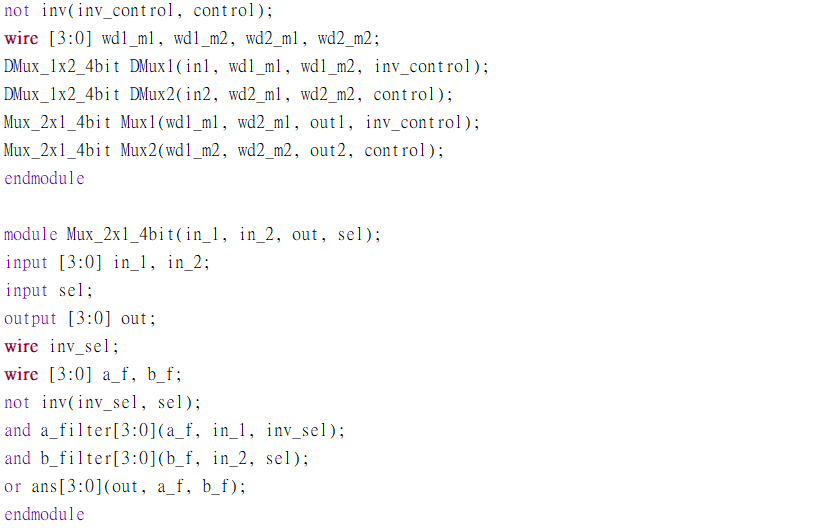 not inv(inv_control, control);
wire [3:0] wd1_m1, wd1_m2, wd2_m1, wd2_m2;
DMux_1x2_4bit DMux1(in1, wd1_m1, wd1_m2, inv_control);
DMux_1x2_4bit DMux2(in2, wd2_m1, wd2_m2, control);
Mux_2x1_4bit Mux1(wd1_m1, wd2_m1, out1, inv_control);
Mux_2x1_4bit Mux2(wd1_m2, wd2_m2, out2, control);
endmodule
module Mux_2x1_4bit(in_1, in_2, out, sel);
input [3:0] in_1, in_2;
input sel;
output [3:0] out;
wire inv_sel;
wire [3:0] a_f, b_f;
not inv(inv_sel, sel);
and a_filter[3:0](a_f, in_1, inv_sel);
and b_filter[3:0](b_f, in_2, sel);
or ans[3:0](out, a_f, b_f);
endmodule